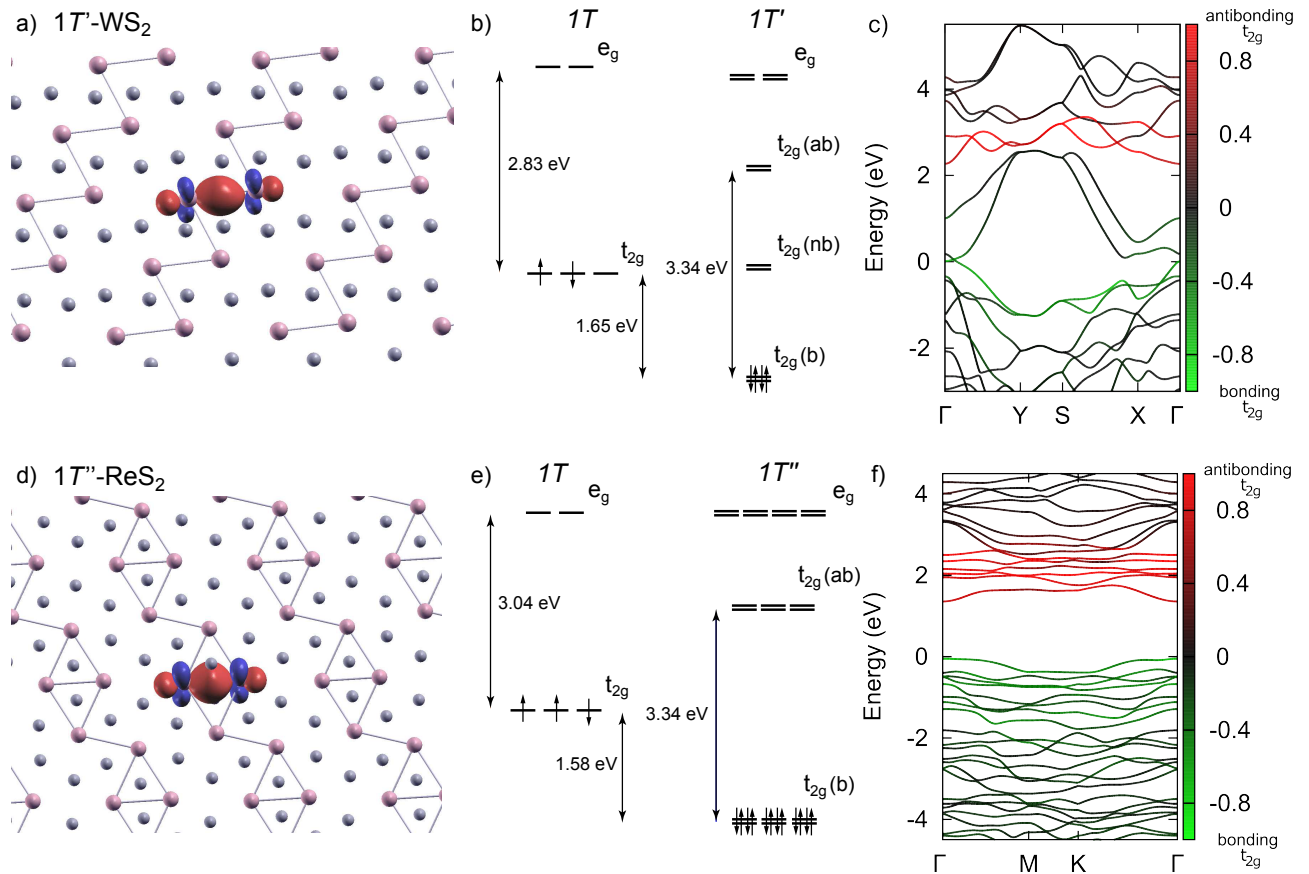 a) 1T'-WS2
b) 1T 1T'
eg
eg
2.83 eV
t2g(ab)
t2g
t2g(nb)
3.34 eV
1.65 eV
t2g(b)
c)
antibonding
t2g
Energy (eV)
4
2
0
-2
Γ Y S X Γ
0.8
0.4
0
-0.4
-0.8
bonding
t2g
d) 1T''-ReS2
e) 1T 1T''
eg
eg
3.04 eV
t2g(ab)
t2g
3.34 eV
1.58 eV
t2g(b)
f)
antibonding
t2g
Energy (eV)
4
2
0
-2
-4
Γ M K Γ
0.8
0.4
0
-0.4
-0.8
bonding
t2g